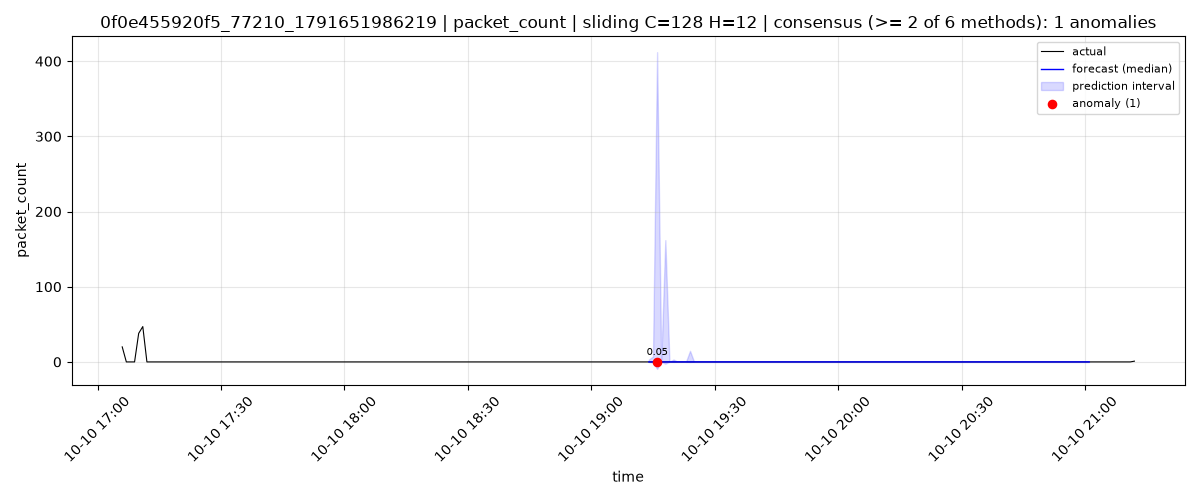 0f0e455920f5_77210_1791651986219 | packet_count | sliding C=128 H=12 | consensus (>= 2 of 6 methods): 1 anomalies
actual
forecast (median)
prediction interval
anomaly (1)
400
300
200
100
0
packet_count
0.05
10-10 17:00
10-10 17:30
10-10 18:00
10-10 18:30
10-10 19:00
10-10 19:30
10-10 20:00
10-10 20:30
10-10 21:00
time